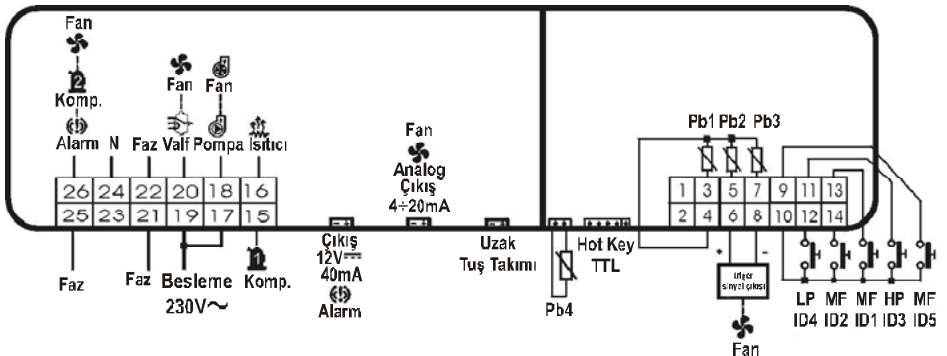 Fan
2
Komp.
Fan Fan
Alarm N Faz Valf Pompa Isıtıcı
26 24 22 20 18 16
25 23 21 19 17 15
Faz
Faz Besleme
230V～
Komp.
1
Fan
Analog
Çıkış
4÷20mA
Çıkış
12V
40mA
Alarm
Uzak
Tuş Takımı
Pb4
Hot Key
TTL
Pb1 Pb2 Pb3
1 3 5 7 9 11 13
2 4 6 8 10 12 14
+ -
triger
sinyal çıkışı
Fan
LP MF MF HP MF
ID4 ID2 ID1 ID3 ID5